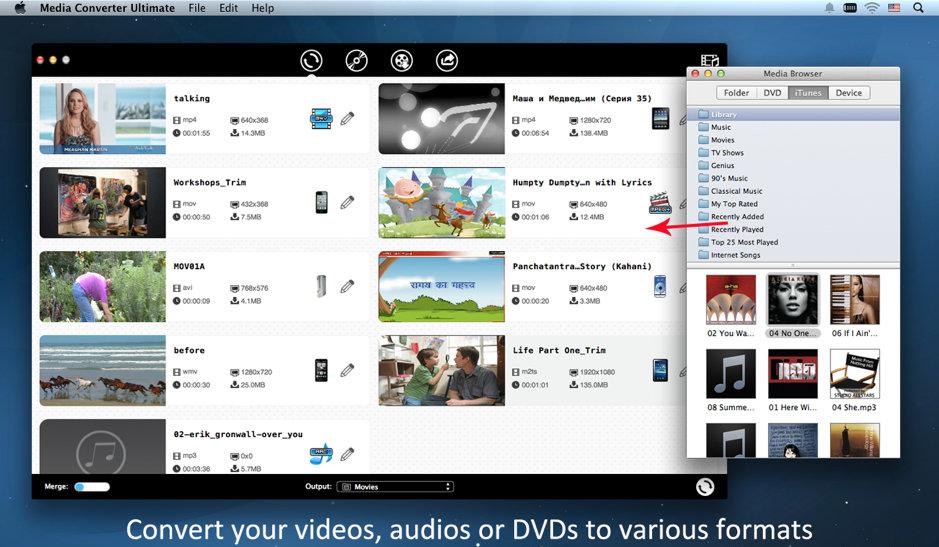 Media Converter Ultimate File Edit Help
talking
mp4 640x368
00:01:55 14.3MB
MEAGHAN MARTIN
Маша и Медвед...им (Серия 35)
mp4 1280x720
00:06:54 138.4MB
Workshops_Trim
mov 432x368
00:00:50 7.5MB
Humpty Dumpty...n with Lyrics
mov 640x480
00:01:06 12.4MB
MOV01A
avi 768x576
00:00:09 4.1MB
रामायण का महत्त्व
Panchatantra...Story (Kahani)
mov 640x480
00:00:20 3.3MB
before
wmv 1280x720
00:00:30 25.0MB
Life Part One_Trim
m2ts 1920x1080
00:01:01 135.0MB
02-erik_gronwall-over_you
mp3 0x0
00:03:36 5.7MB
AAC
Merge:
Output: Movies
Media Browser
Folder DVD iTunes Device
Library
Music
Movies
TV Shows
Genius
90's Music
Classical Music
My Top Rated
Recently Added
Recently Played
Top 25 Most Played
Internet Songs
02 You Wa... 04 No One... 06 If I Ain'...
08 Summe... 01 Here Wi... 04 She.mp3
Convert your videos, audios or DVDs to various formats